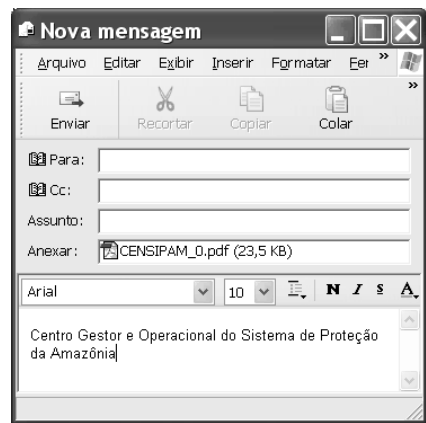 Nova mensagem
Arquivo Editar Exibir Inserir Formatar Fer »
Enviar Recortar Copiar Colar »
Para:
Cc:
Assunto:
Anexar: CENSIPAM_0.pdf (23,5 KB)
Arial 10 N I S A
Centro Gestor e Operacional do Sistema de Proteção
da Amazônia